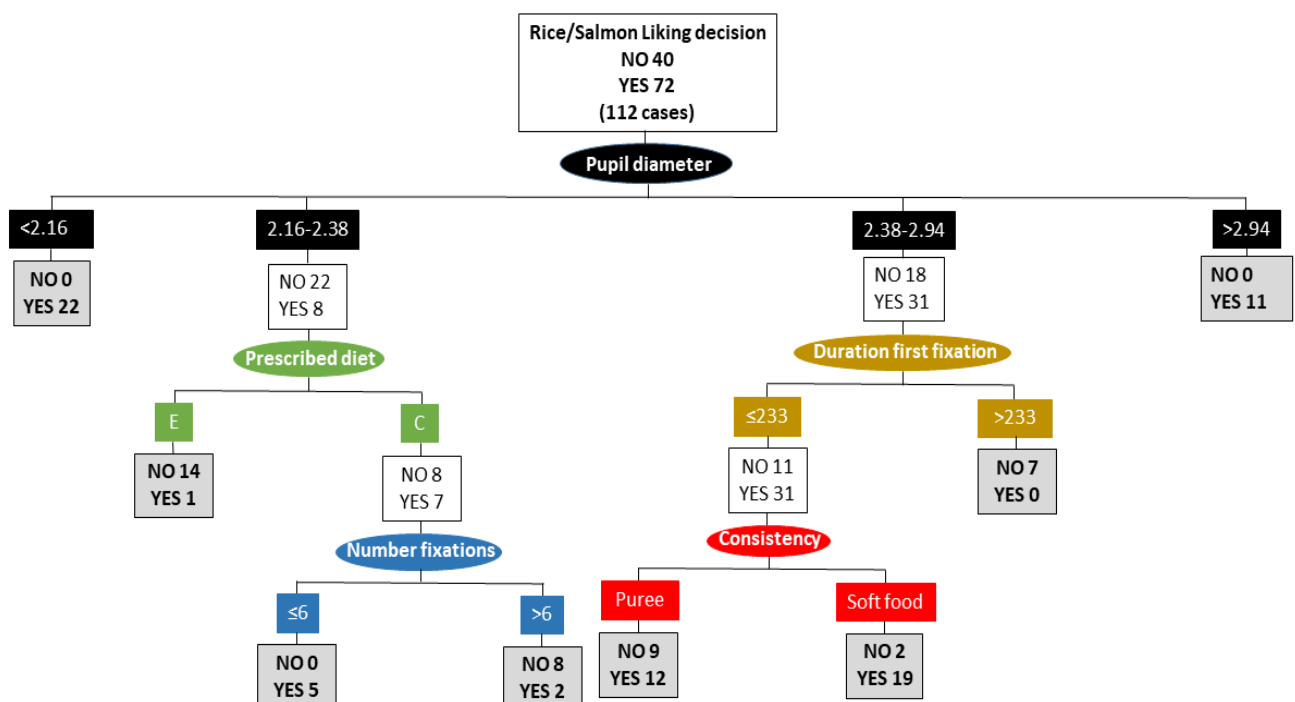 Rice/Salmon Liking decision
NO 40
YES 72
(112 cases)
Pupil diameter
<2.16
2.16-2.38
2.38-2.94
>2.94
NO 0
YES 22
NO 22
YES 8
NO 18
YES 31
NO 0
YES 11
Prescribed diet
Duration first fixation
E
C
≤233
>233
NO 14
YES 1
NO 8
YES 7
NO 11
YES 31
NO 7
YES 0
Number fixations
Consistency
≤6
>6
Puree
Soft food
NO 0
YES 5
NO 8
YES 2
NO 9
YES 12
NO 2
YES 19